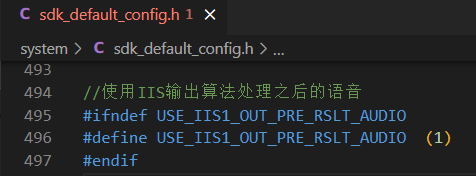 C sdk_default_config.h 1 ×
system > C sdk_default_config.h > ...
493
494 //使用IIS输出算法处理之后的语音
495 #ifndef USE_IIS1_OUT_PRE_RSLT_AUDIO
496 #define USE_IIS1_OUT_PRE_RSLT_AUDIO (1)
497 #endif